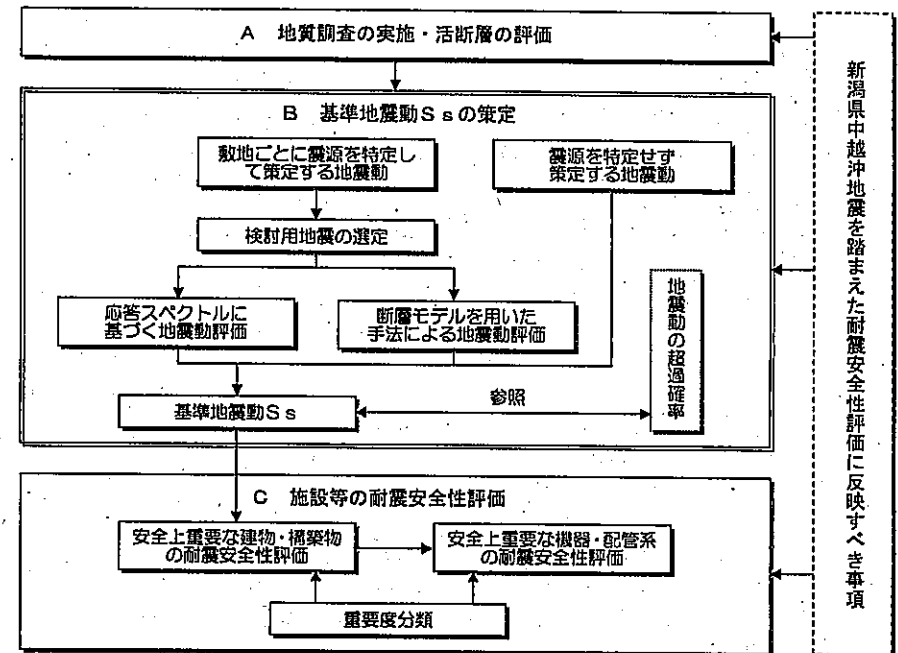 A 地質調査の実施・活断層の評価
B 基準地震動Ssの策定
敷地ごとに震源を特定し
て策定する地震動
震源を特定せず
策定する地震動
検討用地震の選定
応答スペクトルに
基づく地震動評価
断層モデルを用いた
手法による地震動評価
地震動の超過確率
基準地震動Ss
参照
C 施設等の耐震安全性評価
安全上重要な建物・構築物
の耐震安全性評価
安全上重要な機器・配管系
の耐震安全性評価
重要度分類
新潟県中越沖地震を踏まえた耐震安全性評価に反映すべき事項